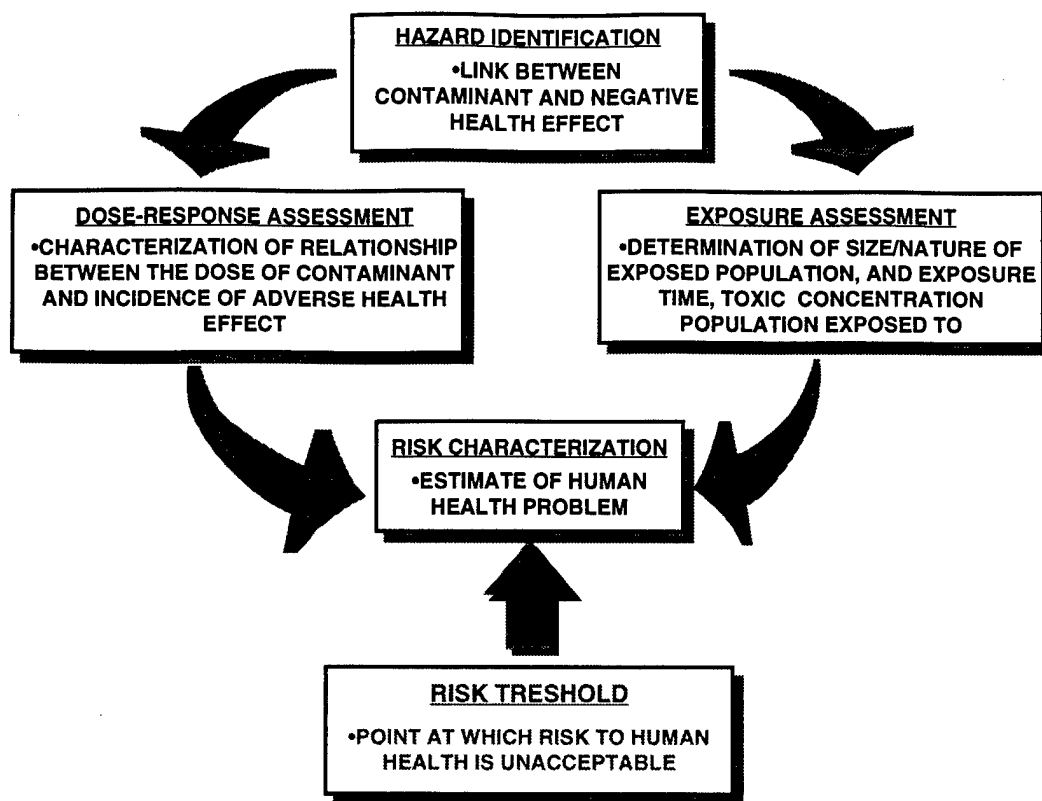 HAZARD IDENTIFICATION
•LINK BETWEEN
CONTAMINANT AND NEGATIVE
HEALTH EFFECT
DOSE-RESPONSE ASSESSMENT
•CHARACTERIZATION OF RELATIONSHIP
BETWEEN THE DOSE OF CONTAMINANT
AND INCIDENCE OF ADVERSE HEALTH
EFFECT
EXPOSURE ASSESSMENT
•DETERMINATION OF SIZE/NATURE OF
EXPOSED POPULATION, AND EXPOSURE
TIME, TOXIC CONCENTRATION
POPULATION EXPOSED TO
RISK CHARACTERIZATION
•ESTIMATE OF HUMAN
HEALTH PROBLEM
RISK TRESHOLD
•POINT AT WHICH RISK TO HUMAN
HEALTH IS UNACCEPTABLE